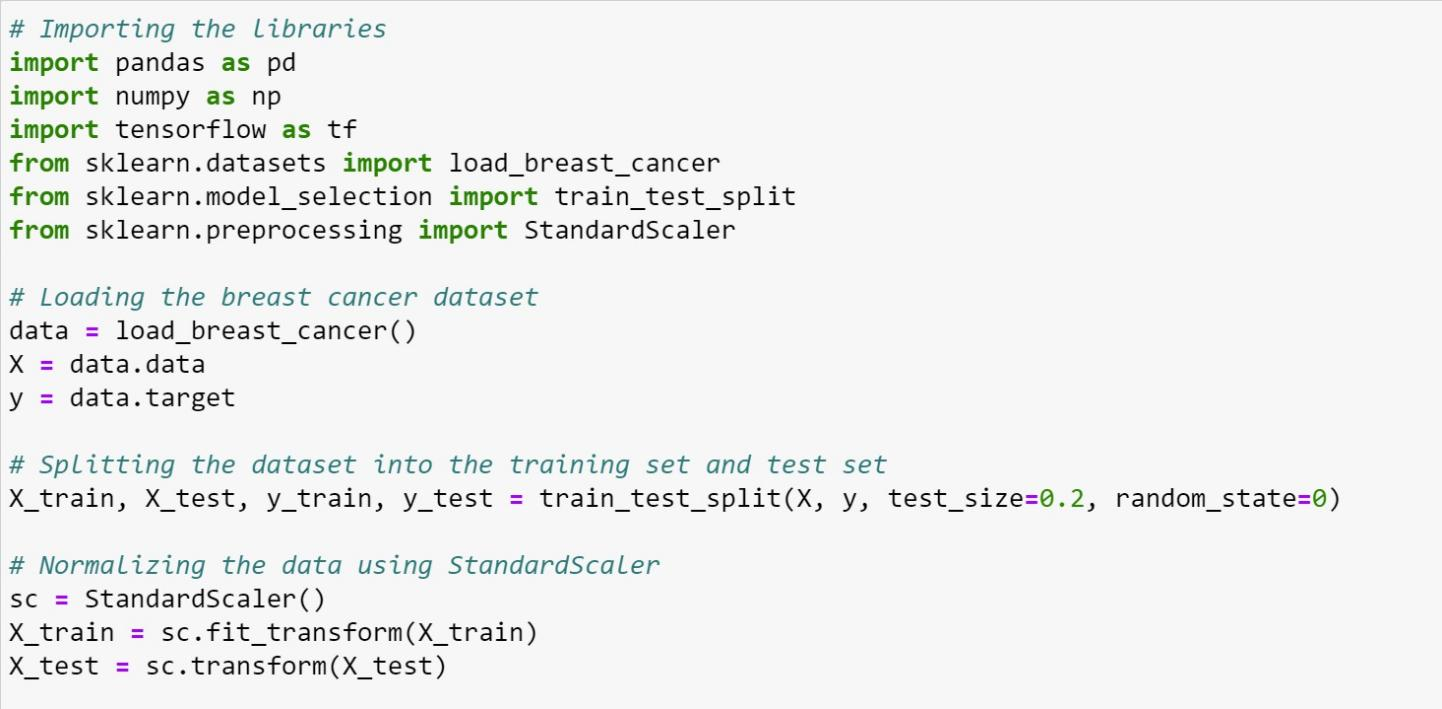 # Importing the libraries
import pandas as pd
import numpy as np
import tensorflow as tf
from sklearn.datasets import load_breast_cancer
from sklearn.model_selection import train_test_split
from sklearn.preprocessing import StandardScaler
# Loading the breast cancer dataset
data = load_breast_cancer()
X = data.data
y = data.target
# Splitting the dataset into the training set and test set
X_train, X_test, y_train, y_test = train_test_split(X, y, test_size=0.2, random_state=0)
# Normalizing the data using StandardScaler
sc = StandardScaler()
X_train = sc.fit_transform(X_train)
X_test = sc.transform(X_test)